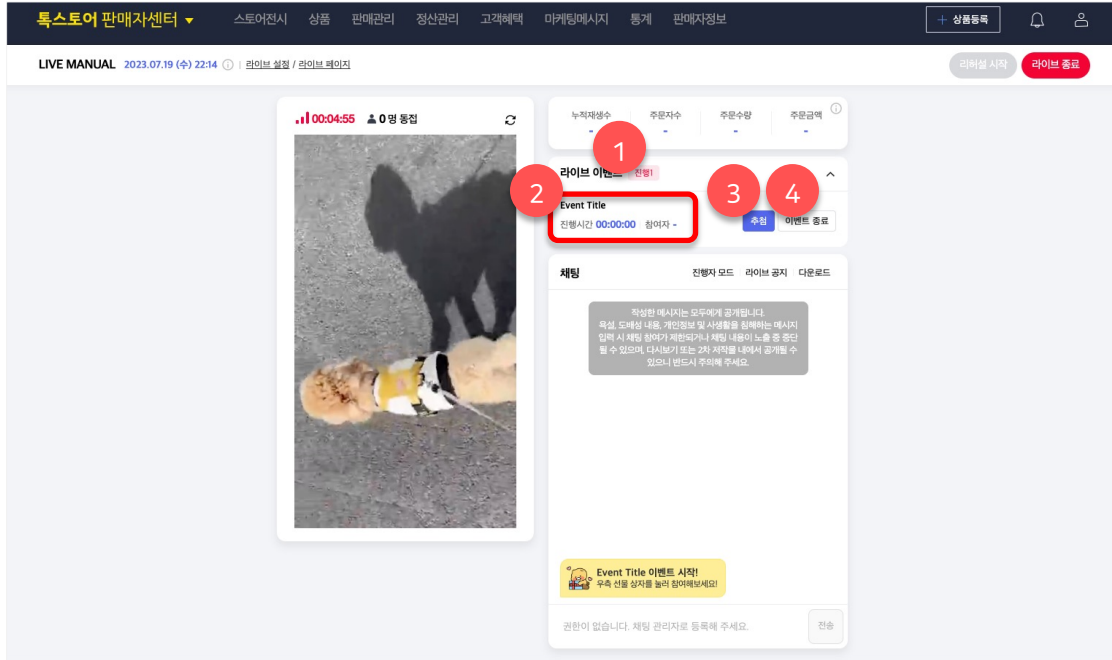 톡스토어 판매자센터 ▼ 스토어전시 상품 판매관리 정산관리 고객혜택 마케팅메시지 통계 판매자정보 + 상품등록
LIVE MANUAL 2023.07.19 (수) 22:14 라이브 설정 / 라이브 페이지 리허설 시작 라이브 종료
00:04:55 0 명 동접
누적재생수 주문자수 주문수량 주문금액
- - - -
1
라이브 이벤트 진행1
2 3 4
Event Title
진행시간 00:00:00 참여자 -
추첨 이벤트 종료
채팅 진행자 모드 라이브 공지 다운로드
작성한 메시지는 모두에게 공개됩니다.
욕설, 도배성 내용, 개인정보 및 사생활을 침해하는 메시지
입력 시 채팅 참여가 제한되거나 채팅 내용이 노출 중 중단
될 수 있으며, 다시보기 또는 2차 저작물 내에서 공개될 수
있으니 반드시 주의해 주세요.
Event Title 이벤트 시작!
우측 선물 상자를 눌러 참여해보세요!
권한이 없습니다. 채팅 관리자로 등록해 주세요. 전송